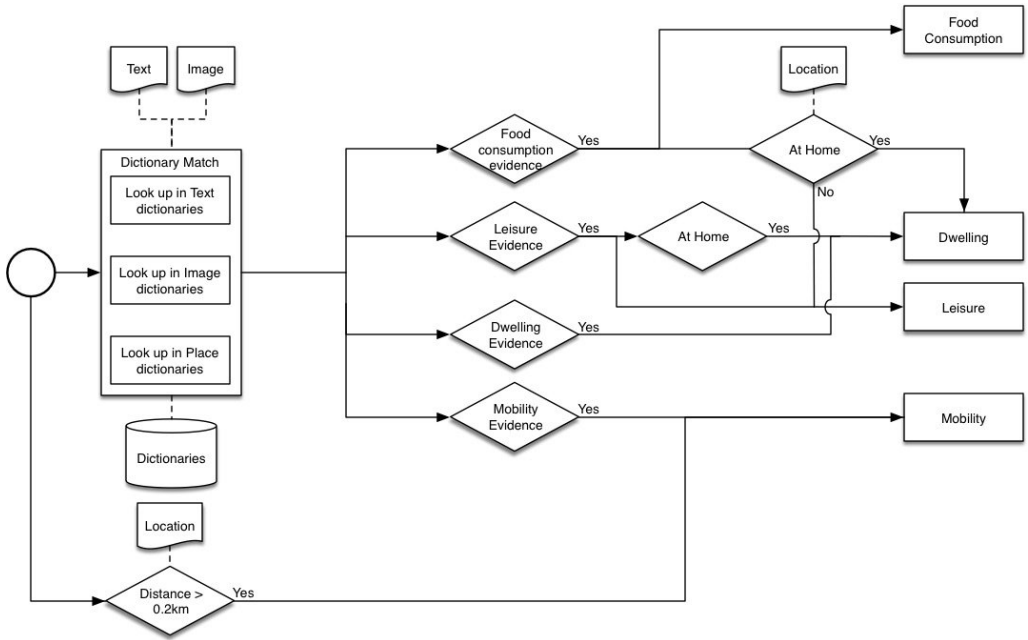 Food
Consumption
Text
Image
Location
Dictionary Match
Food
consumption
evidence
Yes
At Home
Yes
Look up in Text
dictionaries
No
Leisure
Evidence
Yes
At Home
Yes
Dwelling
Look up in Image
dictionaries
Leisure
Dwelling
Evidence
Yes
Look up in Place
dictionaries
Mobility
Evidence
Yes
Mobility
Dictionaries
Location
Distance >
0.2km
Yes